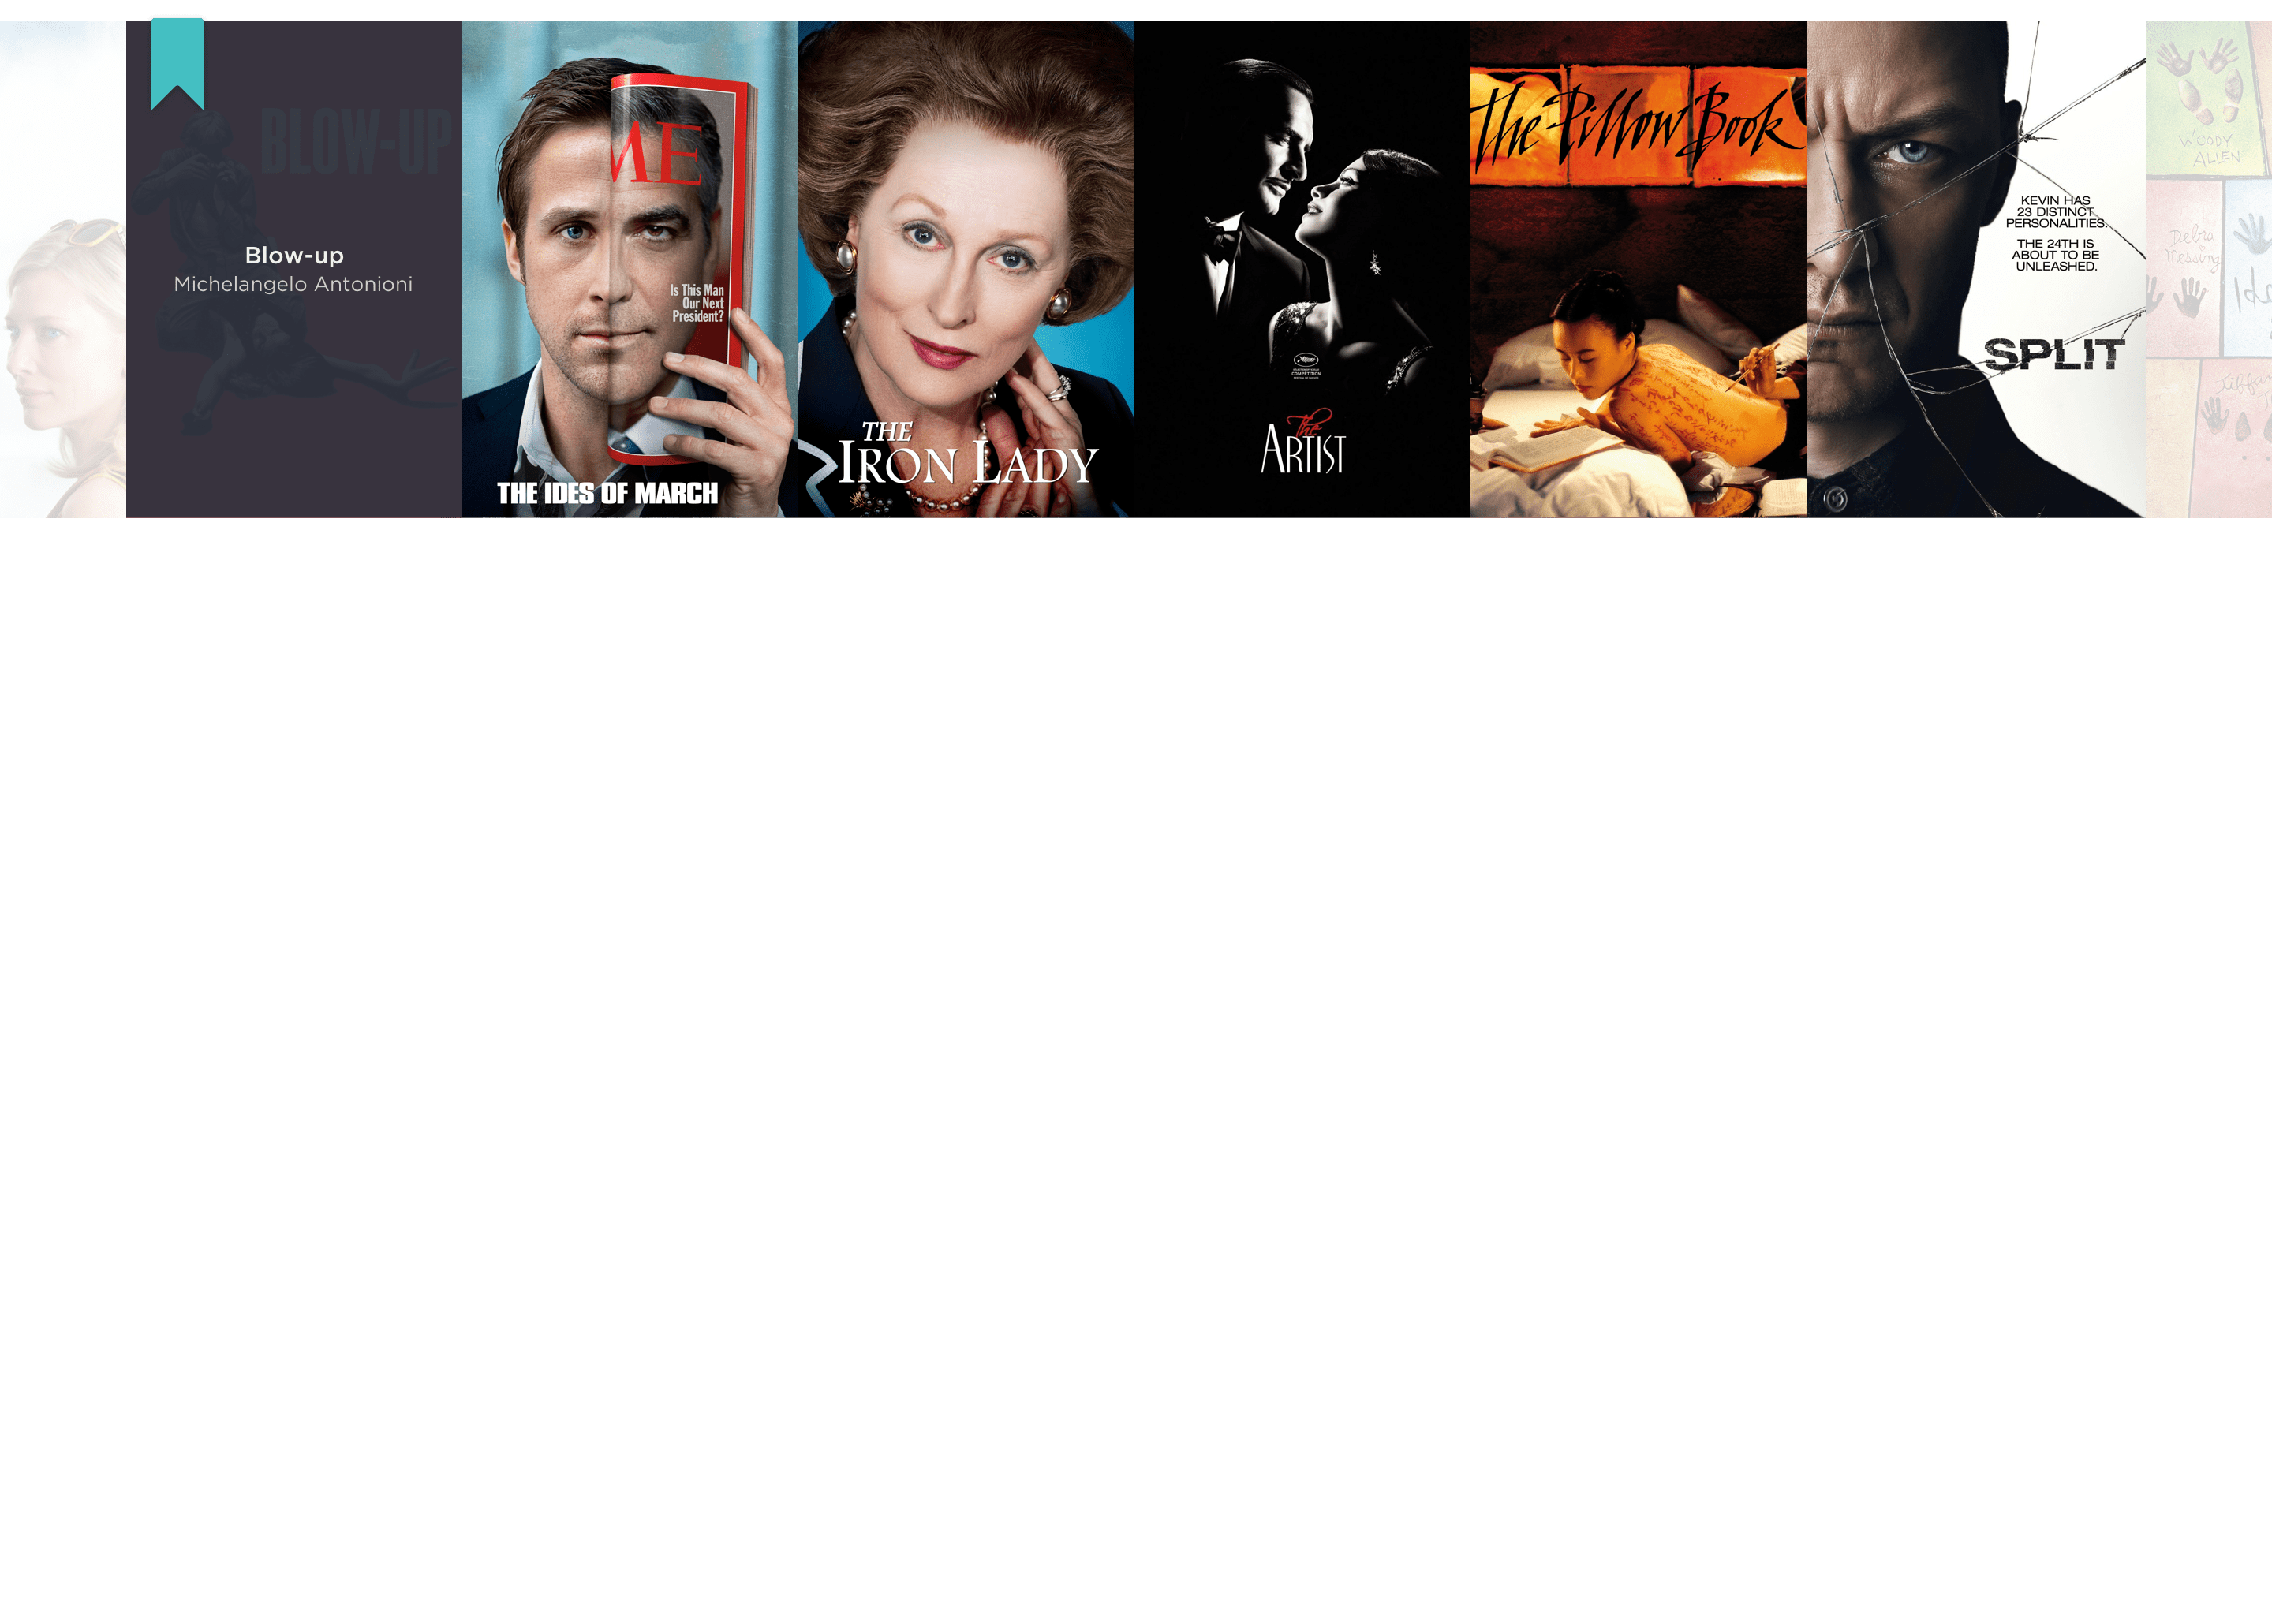 BLOW-UP
Blow-up
Michelangelo Antonioni
ME
Is This Man
Our Next
President?
THE IDES OF MARCH
THE
IRON LADY
COMPETITION
the
ARTIST
the Pillow Book
KEVIN HAS
23 DISTINCT
PERSONALITIES.
THE 24TH IS
ABOUT TO BE
UNLEASHED.
SPLIT
WOODY
ALLEN
Debra
Messing